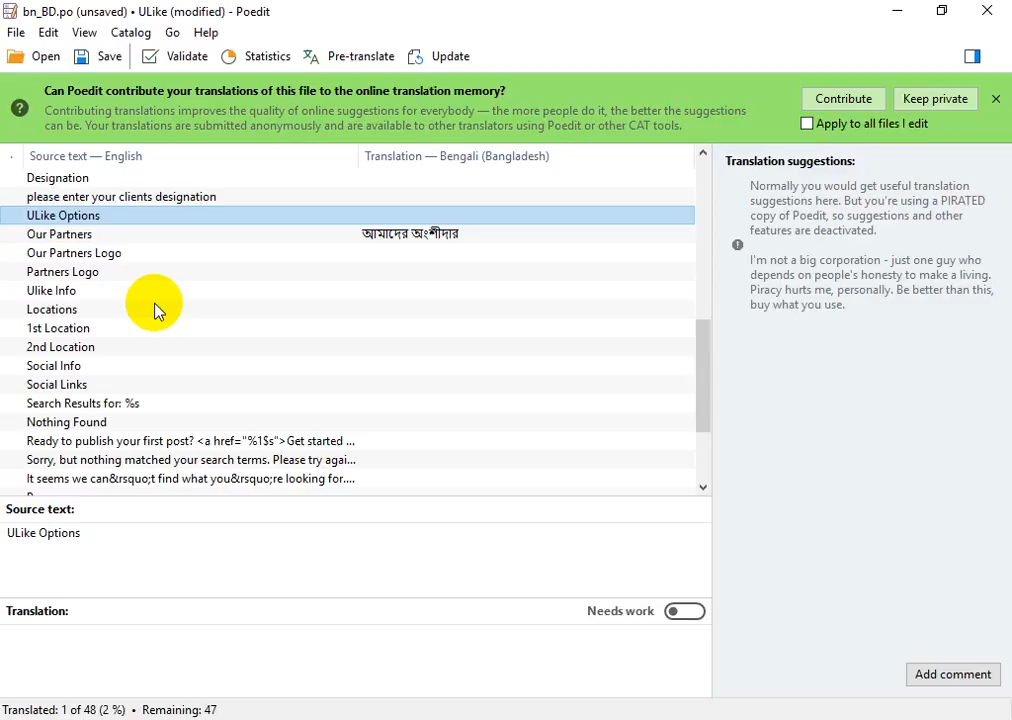 bn_BD.po (unsaved) • ULike (modified) - Poedit
File Edit View Catalog Go Help
Open Save Validate Statistics Pre-translate Update
Can Poedit contribute your translations of this file to the online translation memory?
Contributing translations improves the quality of online suggestions for everybody — the more people do it, the better the suggestions
can be. Your translations are submitted anonymously and are available to other translators using Poedit or other CAT tools.
Contribute Keep private
Apply to all files I edit
Source text — English Translation — Bengali (Bangladesh)
Designation
please enter your clients designation
ULike Options
Our Partners আমাদের অংশীদার
Our Partners Logo
Partners Logo
Ulike Info
Locations
1st Location
2nd Location
Social Info
Social Links
Search Results for: %s
Nothing Found
Ready to publish your first post? <a href="%1$s">Get started ...
Sorry, but nothing matched your search terms. Please try agai...
It seems we can&rsquo;t find what you&rsquo;re looking for....
Source text:
ULike Options
Translation: Needs work
Translation suggestions:
Normally you would get useful translation
suggestions here. But you're using a PIRATED
copy of Poedit, so suggestions and other
features are deactivated.
I'm not a big corporation - just one guy who
depends on people's honesty to make a living.
Piracy hurts me, personally. Be better than this,
buy what you use.
Add comment
Translated: 1 of 48 (2 %) • Remaining: 47